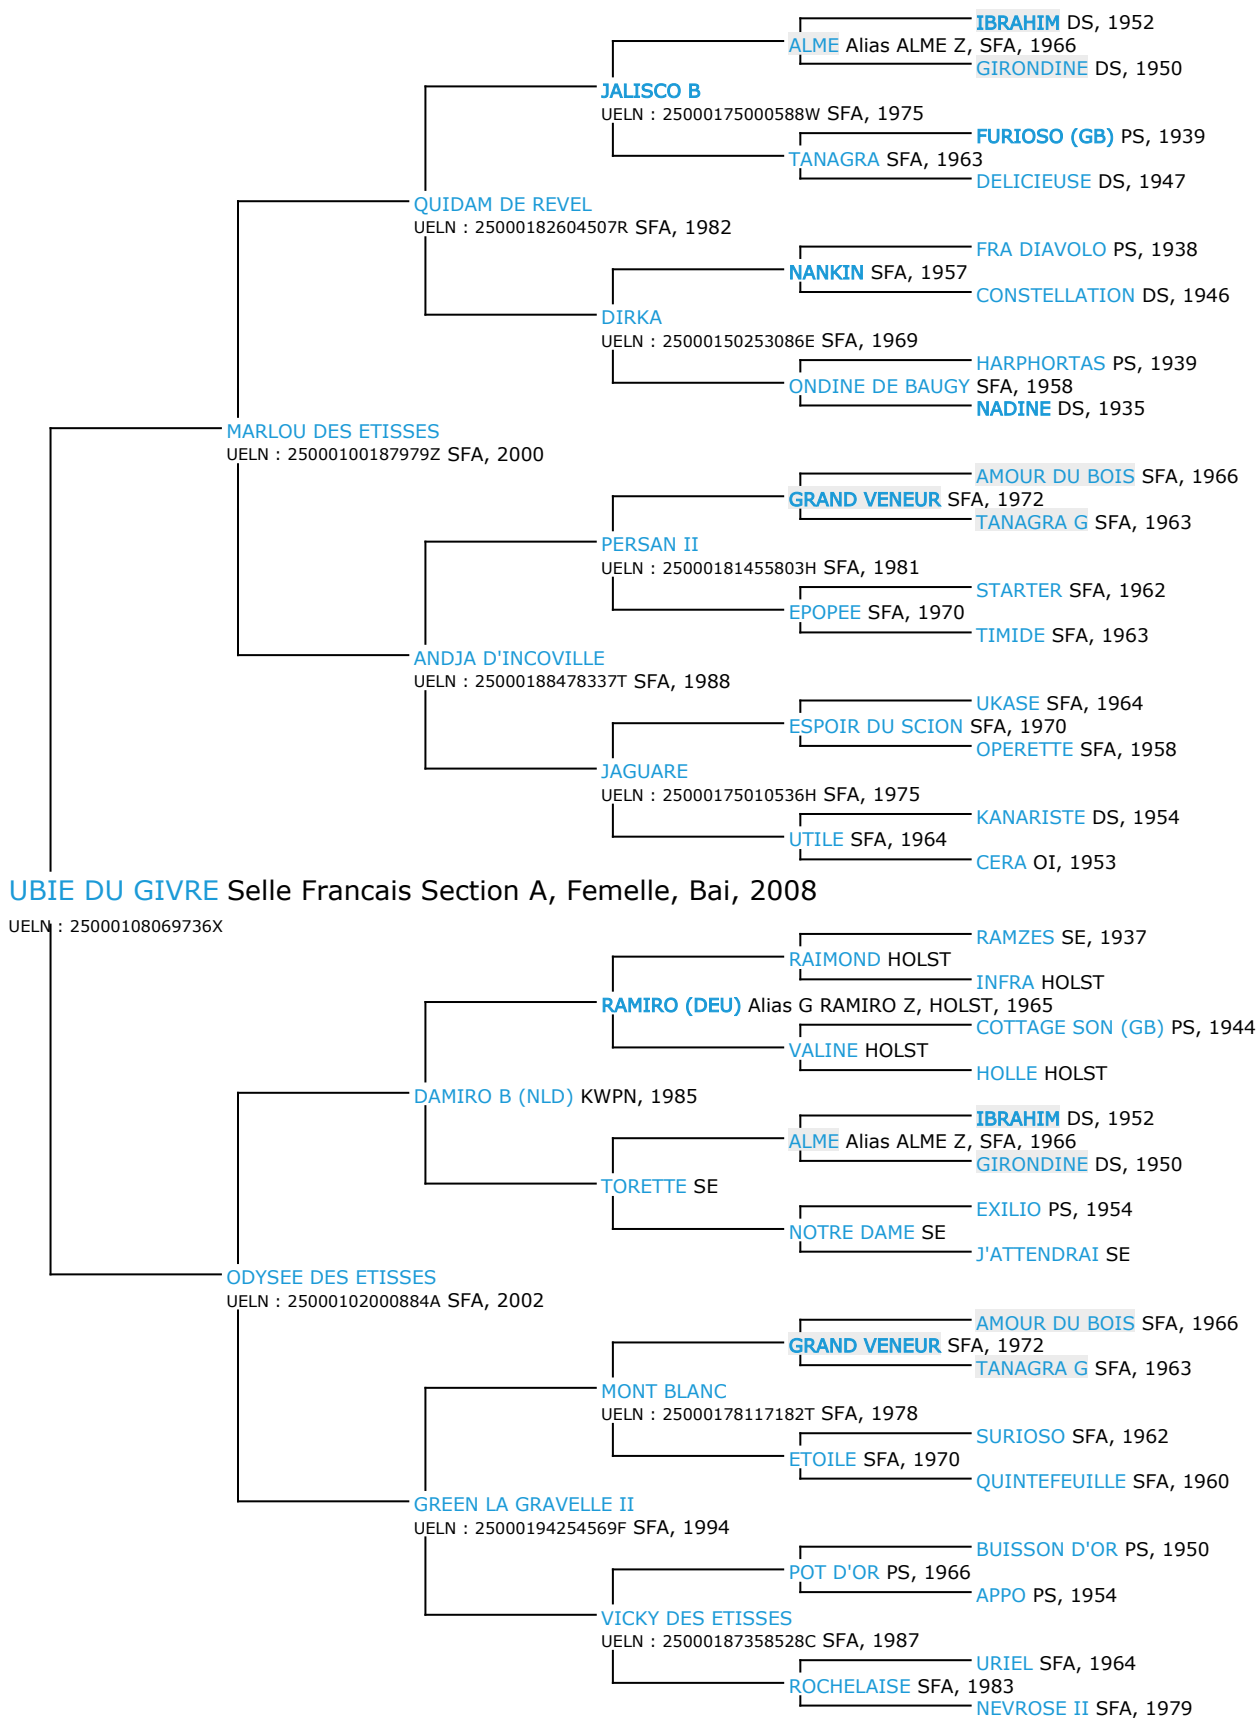 IBRAHIM DS, 1952
ALME Alias ALME Z, SFA, 1966
GIRONDINE DS, 1950
JALISCO B
UELN : 25000175000588W SFA, 1975
FURIOSO (GB) PS, 1939
TANAGRA SFA, 1963
DELICIEUSE DS, 1947
QUIDAM DE REVEL
UELN : 25000182604507R SFA, 1982
FRA DIAVOLO PS, 1938
NANKIN SFA, 1957
CONSTELLATION DS, 1946
DIRKA
UELN : 25000150253086E SFA, 1969
HARPHORTAS PS, 1939
ONDINE DE BAUGY SFA, 1958
NADINE DS, 1935
MARLOU DES ETISSES
UELN : 25000100187979Z SFA, 2000
AMOUR DU BOIS SFA, 1966
GRAND VENEUR SFA, 1972
TANAGRA G SFA, 1963
PERSAN II
UELN : 25000181455803H SFA, 1981
STARTER SFA, 1962
EPOPEE SFA, 1970
TIMIDE SFA, 1963
ANDJA D'INCOVILLE
UELN : 25000188478337T SFA, 1988
UKASE SFA, 1964
ESPOIR DU SCION SFA, 1970
OPERETTE SFA, 1958
JAGUARE
UELN : 25000175010536H SFA, 1975
KANARISTE DS, 1954
UTILE SFA, 1964
CERA OI, 1953
UBIE DU GIVRE Selle Francais Section A, Femelle, Bai, 2008
UELN : 25000108069736X
RAMZES SE, 1937
RAIMOND HOLST
INFRA HOLST
RAMIRO (DEU) Alias G RAMIRO Z, HOLST, 1965
COTTAGE SON (GB) PS, 1944
VALINE HOLST
HOLLE HOLST
DAMIRO B (NLD) KWPN, 1985
IBRAHIM DS, 1952
ALME Alias ALME Z, SFA, 1966
GIRONDINE DS, 1950
TORETTE SE
EXILIO PS, 1954
NOTRE DAME SE
J'ATTENDRAI SE
ODYSEE DES ETISSES
UELN : 25000102000884A SFA, 2002
AMOUR DU BOIS SFA, 1966
GRAND VENEUR SFA, 1972
TANAGRA G SFA, 1963
MONT BLANC
UELN : 25000178117182T SFA, 1978
SURIOSO SFA, 1962
ETOILE SFA, 1970
QUINTEFEUILLE SFA, 1960
GREEN LA GRAVELLE II
UELN : 25000194254569F SFA, 1994
BUISSON D'OR PS, 1950
POT D'OR PS, 1966
APPO PS, 1954
VICKY DES ETISSES
UELN : 25000187358528C SFA, 1987
URIEL SFA, 1964
ROCHELAISE SFA, 1983
NEVROSE II SFA, 1979